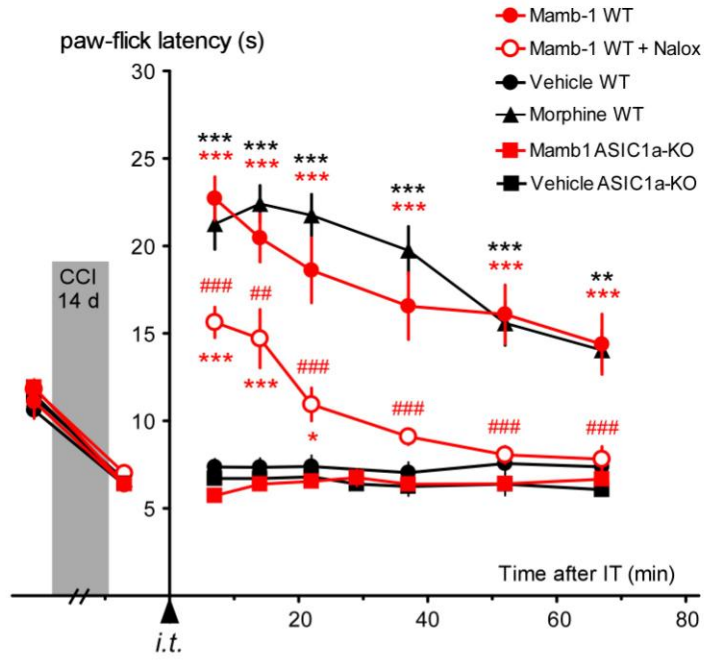 paw-flick latency (s)
Mamb-1 WT
Mamb-1 WT + Nalox
Vehicle WT
Morphine WT
Mamb1 ASIC1a-KO
Vehicle ASIC1a-KO
30
25
20
15
10
5
*** *** *** *** *** **
*** *** *** *** *** ***
### ## ### ### ### ###
*** *** *
CCI
14 d
Time after IT (min)
20 40 60 80
i.t.